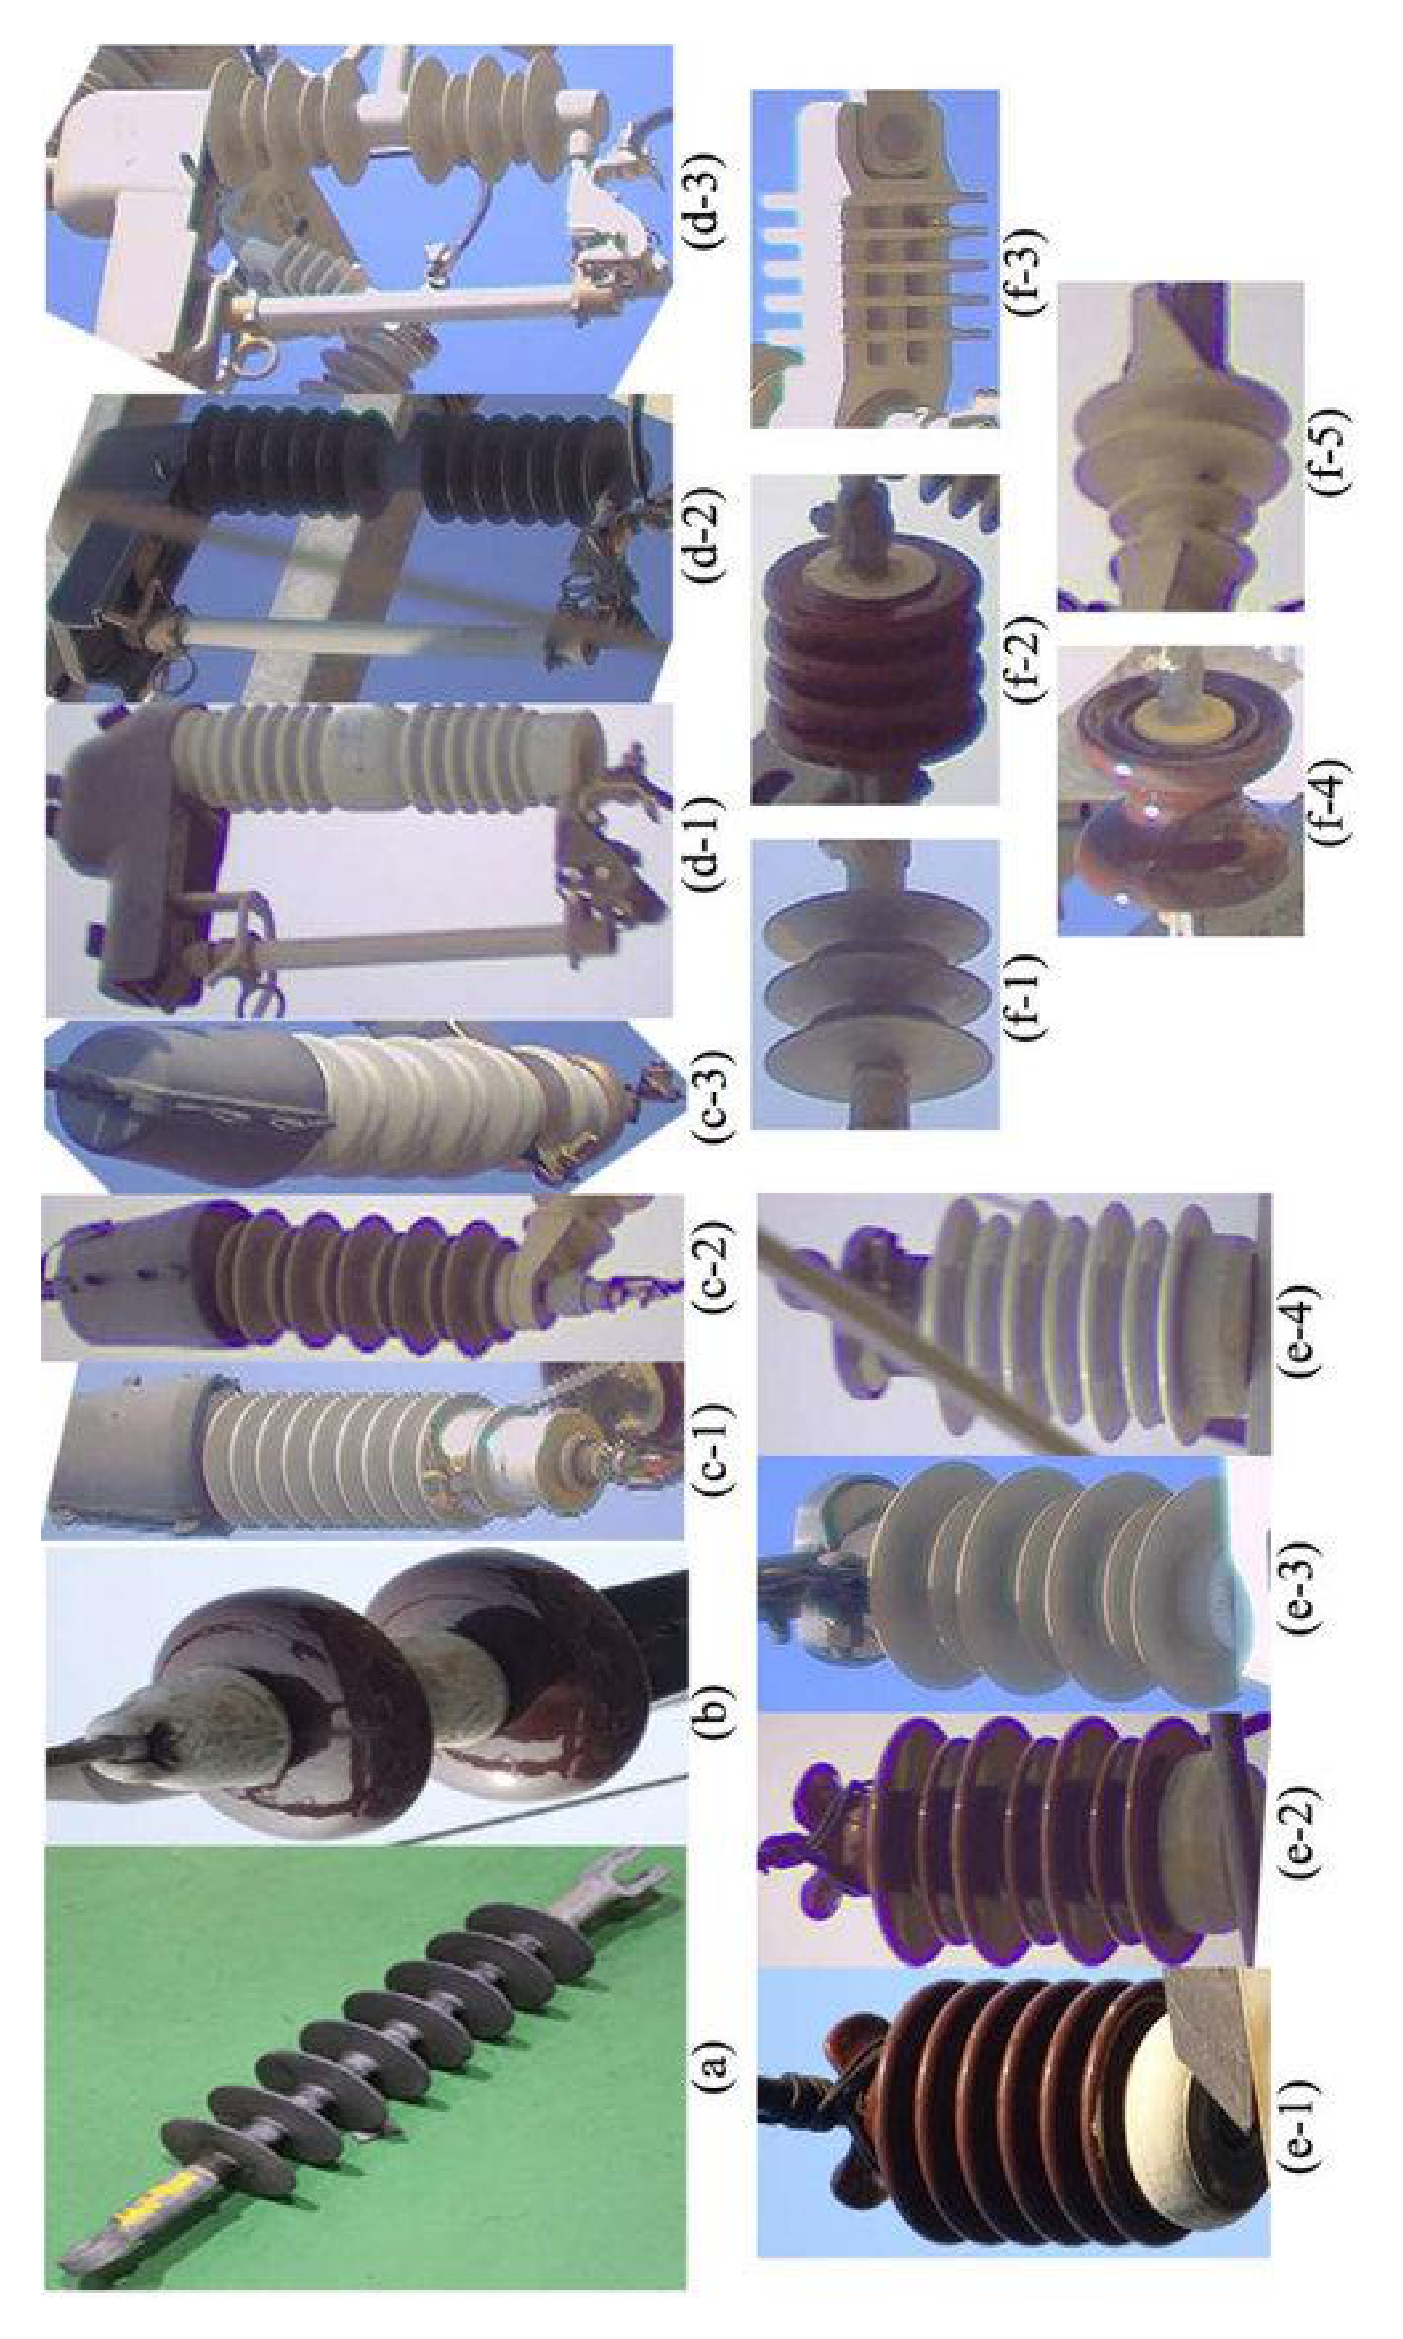 (a)
(b)
(c-1)
(c-2)
(c-3)
(d-1)
(d-2)
(d-3)
(e-1)
(e-2)
(e-3)
(e-4)
(f-1)
(f-2)
(f-3)
(f-4)
(f-5)